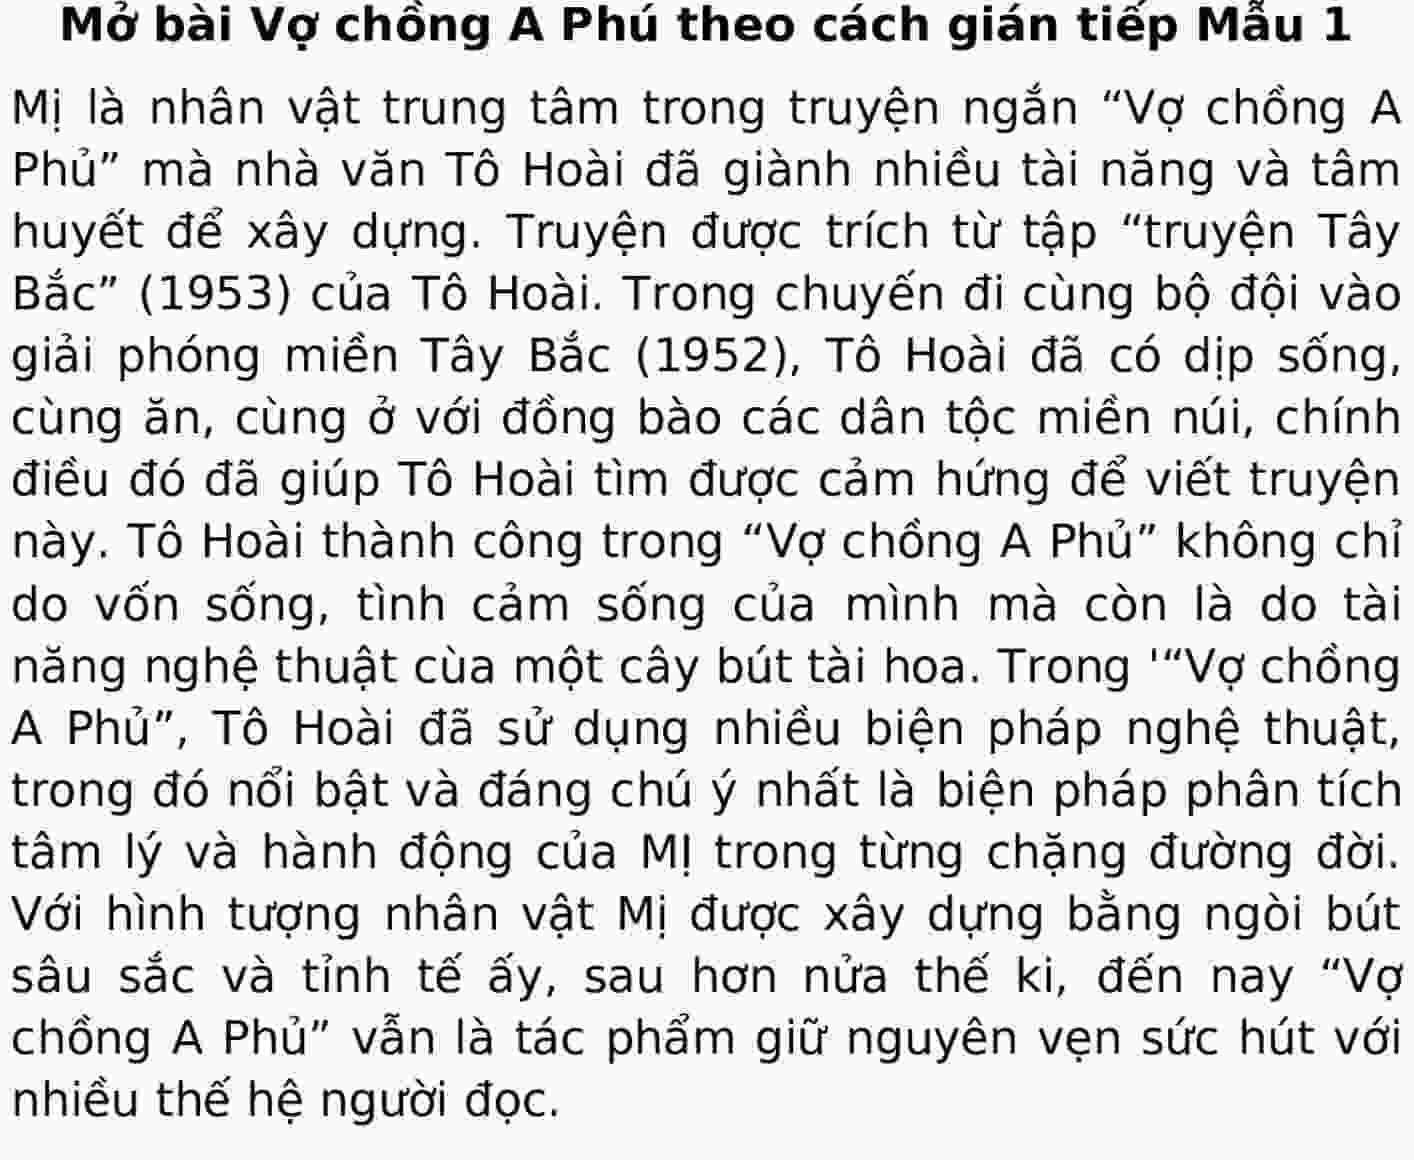 Mở bài Vợ chồng A Phú theo cách gián tiếp Mẫu 1
Mị là nhân vật trung tâm trong truyện ngắn “Vợ chồng A
Phủ” mà nhà văn Tô Hoài đã giành nhiều tài năng và tâm
huyết để xây dựng. Truyện được trích từ tập “truyện Tây
Bắc” (1953) của Tô Hoài. Trong chuyến đi cùng bộ đội vào
giải phóng miền Tây Bắc (1952), Tô Hoài đã có dịp sống,
cùng ăn, cùng ở với đồng bào các dân tộc miền núi, chính
điều đó đã giúp Tô Hoài tìm được cảm hứng để viết truyện
này. Tô Hoài thành công trong “Vợ chồng A Phủ” không chỉ
do vốn sống, tình cảm sống của mình mà còn là do tài
năng nghệ thuật cùa một cây bút tài hoa. Trong '“Vợ chồng
A Phủ”, Tô Hoài đã sử dụng nhiều biện pháp nghệ thuật,
trong đó nổi bật và đáng chú ý nhất là biện pháp phân tích
tâm lý và hành động của MỊ trong từng chặng đường đời.
Với hình tượng nhân vật Mị được xây dựng bằng ngòi bút
sâu sắc và tỉnh tế ấy, sau hơn nửa thế ki, đến nay “Vợ
chồng A Phủ” vẫn là tác phẩm giữ nguyên vẹn sức hút với
nhiều thế hệ người đọc.